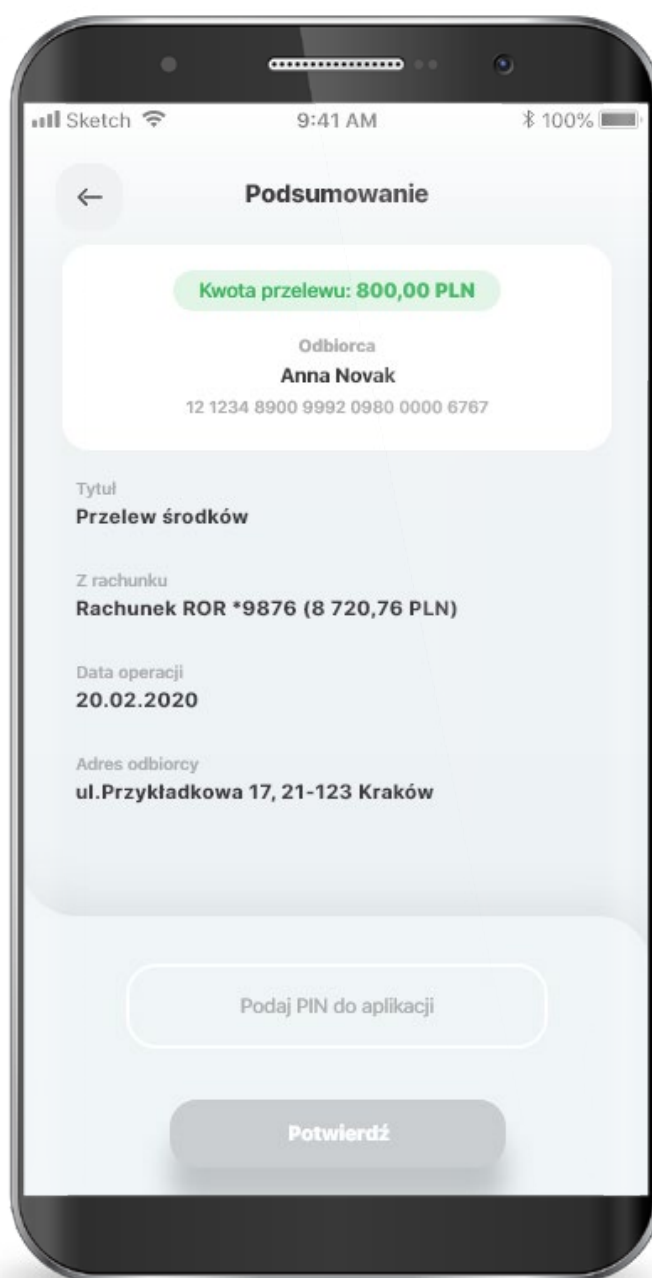 Sketch 9:41 AM 100%
Podsumowanie
Kwota przelewu: 800,00 PLN
Odbiorca
Anna Novak
12 1234 8900 9992 0980 0000 6767
Tytuł
Przelew środków
Z rachunku
Rachunek ROR *9876 (8 720,76 PLN)
Data operacji
20.02.2020
Adres odbiorcy
ul.Przykładkowa 17, 21-123 Kraków
Podaj PIN do aplikacji
Potwierdź